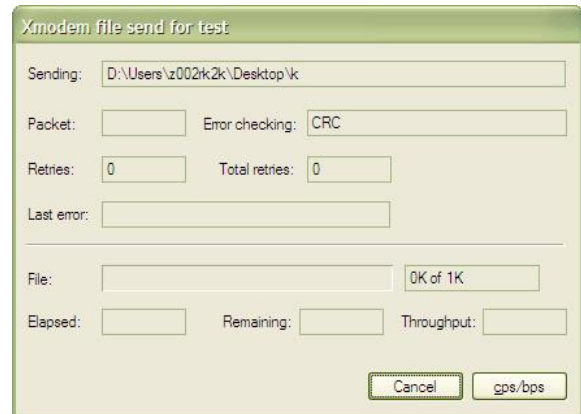 Xmodem file send for test
Sending: D:\Users\z002rk2k\Desktop\k
Packet: Error checking: CRC
Retries: 0 Total retries: 0
Last error:
File: 0K of 1K
Elapsed: Remaining: Throughput:
Cancel cps/bps